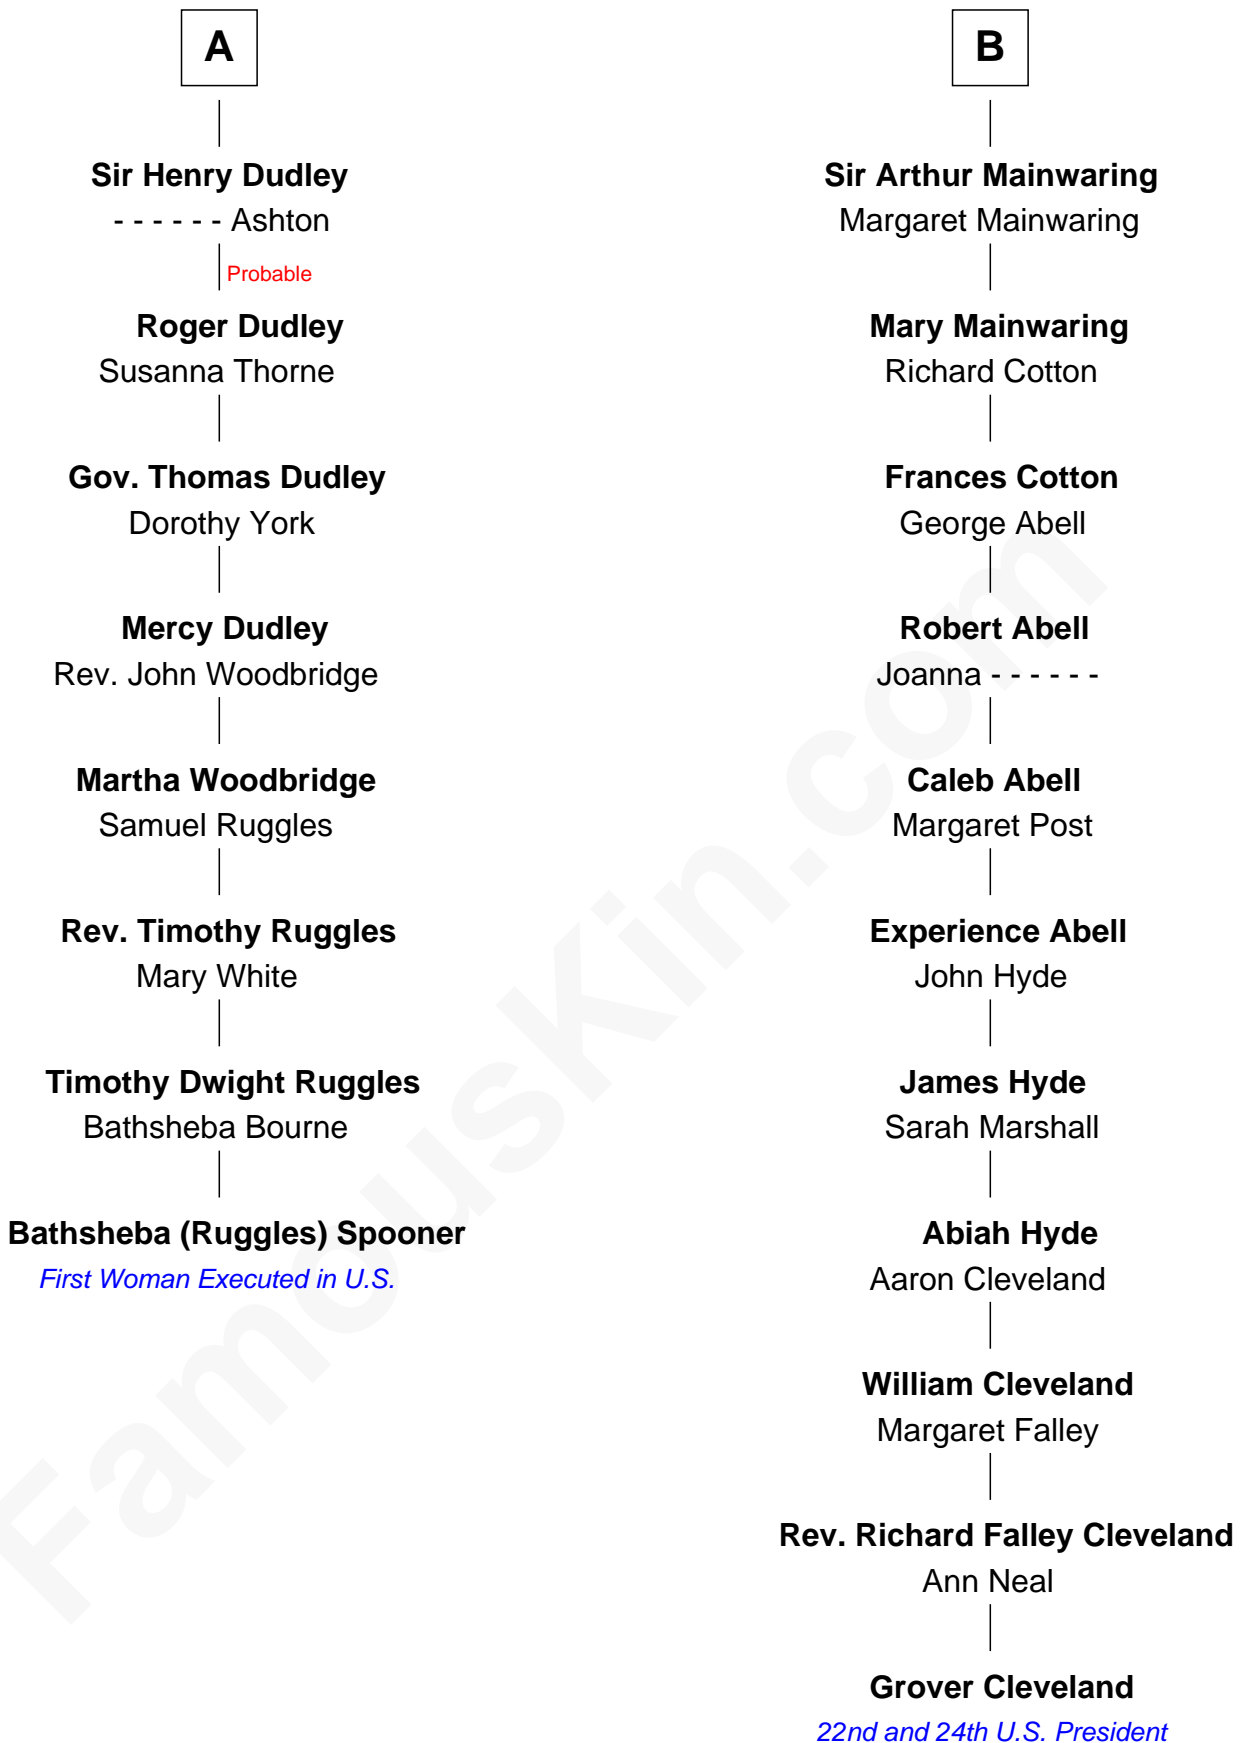 A
Sir Henry Dudley
- - - - - - Ashton
Probable
Roger Dudley
Susanna Thorne
Gov. Thomas Dudley
Dorothy York
Mercy Dudley
Rev. John Woodbridge
Martha Woodbridge
Samuel Ruggles
Rev. Timothy Ruggles
Mary White
Timothy Dwight Ruggles
Bathsheba Bourne
Bathsheba (Ruggles) Spooner
First Woman Executed in U.S.
B
Sir Arthur Mainwaring
Margaret Mainwaring
Mary Mainwaring
Richard Cotton
Frances Cotton
George Abell
Robert Abell
Joanna - - - - - -
Caleb Abell
Margaret Post
Experience Abell
John Hyde
James Hyde
Sarah Marshall
Abiah Hyde
Aaron Cleveland
William Cleveland
Margaret Falley
Rev. Richard Falley Cleveland
Ann Neal
Grover Cleveland
22nd and 24th U.S. President
FamousKin.com